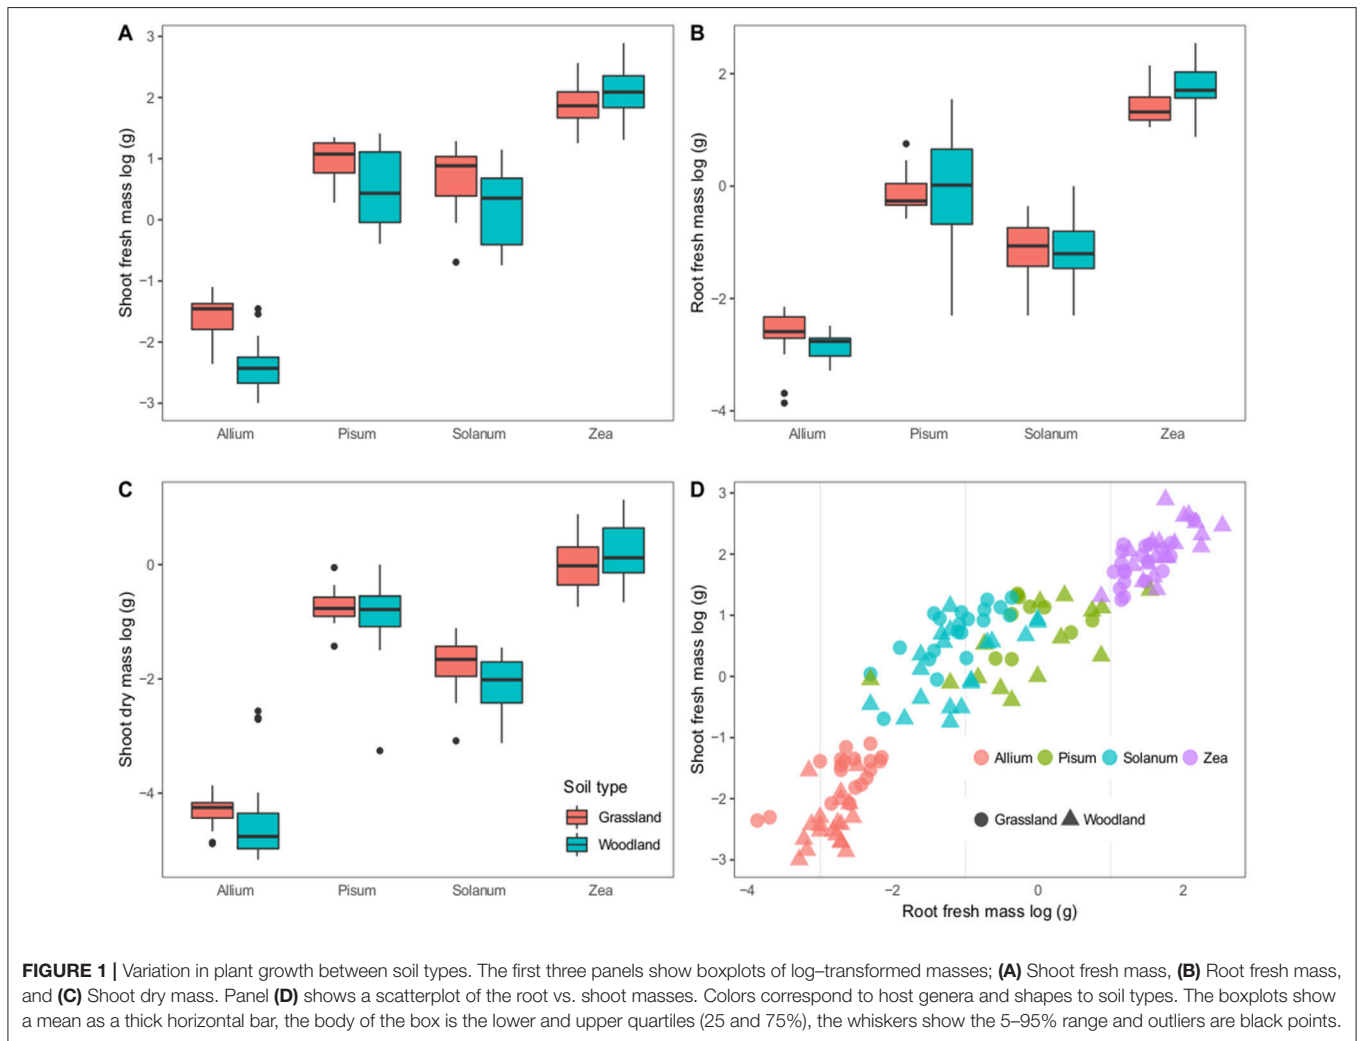 A
3
2
1
0
−1
−2
−3
Shoot fresh mass log (g)
Allium Pisum Solanum Zea
B
2
0
−2
−4
Root fresh mass log (g)
Allium Pisum Solanum Zea
C
0
−2
−4
Shoot dry mass log (g)
Soil type
Grassland
Woodland
Allium Pisum Solanum Zea
D
3
2
1
0
−1
−2
−3
Shoot fresh mass log (g)
Allium Pisum Solanum Zea
Grassland Woodland
−4 −2 0 2
Root fresh mass log (g)
FIGURE 1 | Variation in plant growth between soil types. The first three panels show boxplots of log–transformed masses; (A) Shoot fresh mass, (B) Root fresh mass,
and (C) Shoot dry mass. Panel (D) shows a scatterplot of the root vs. shoot masses. Colors correspond to host genera and shapes to soil types. The boxplots show
a mean as a thick horizontal bar, the body of the box is the lower and upper quartiles (25 and 75%), the whiskers show the 5–95% range and outliers are black points.